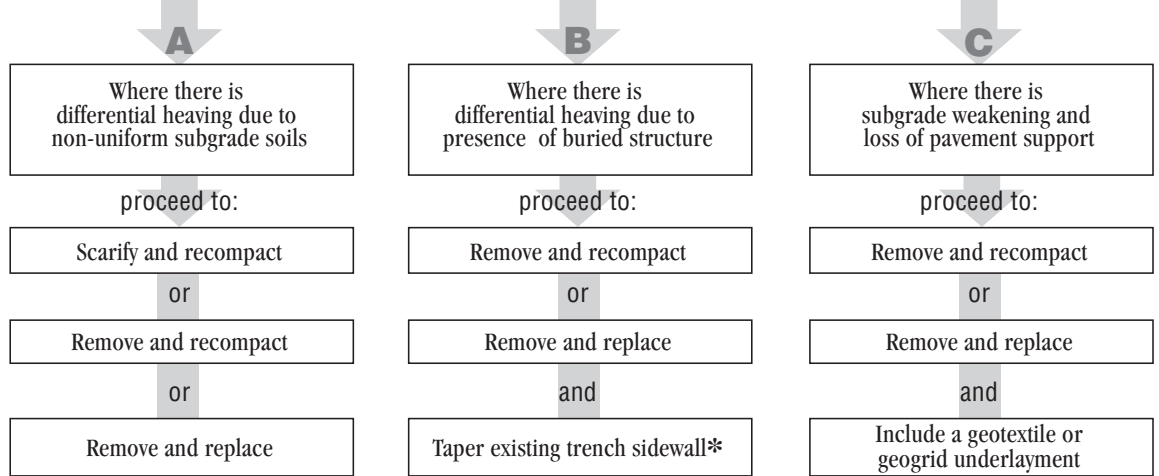 A
Where there is
differential heaving due to
non-uniform subgrade soils
proceed to:
Scarify and recompact
or
Remove and recompact
or
Remove and replace
B
Where there is
differential heaving due to
presence of buried structure
proceed to:
Remove and recompact
or
Remove and replace
and
Taper existing trench sidewall*
C
Where there is
subgrade weakening and
loss of pavement support
proceed to:
Remove and recompact
or
Remove and replace
and
Include a geotextile or
geogrid underlayment